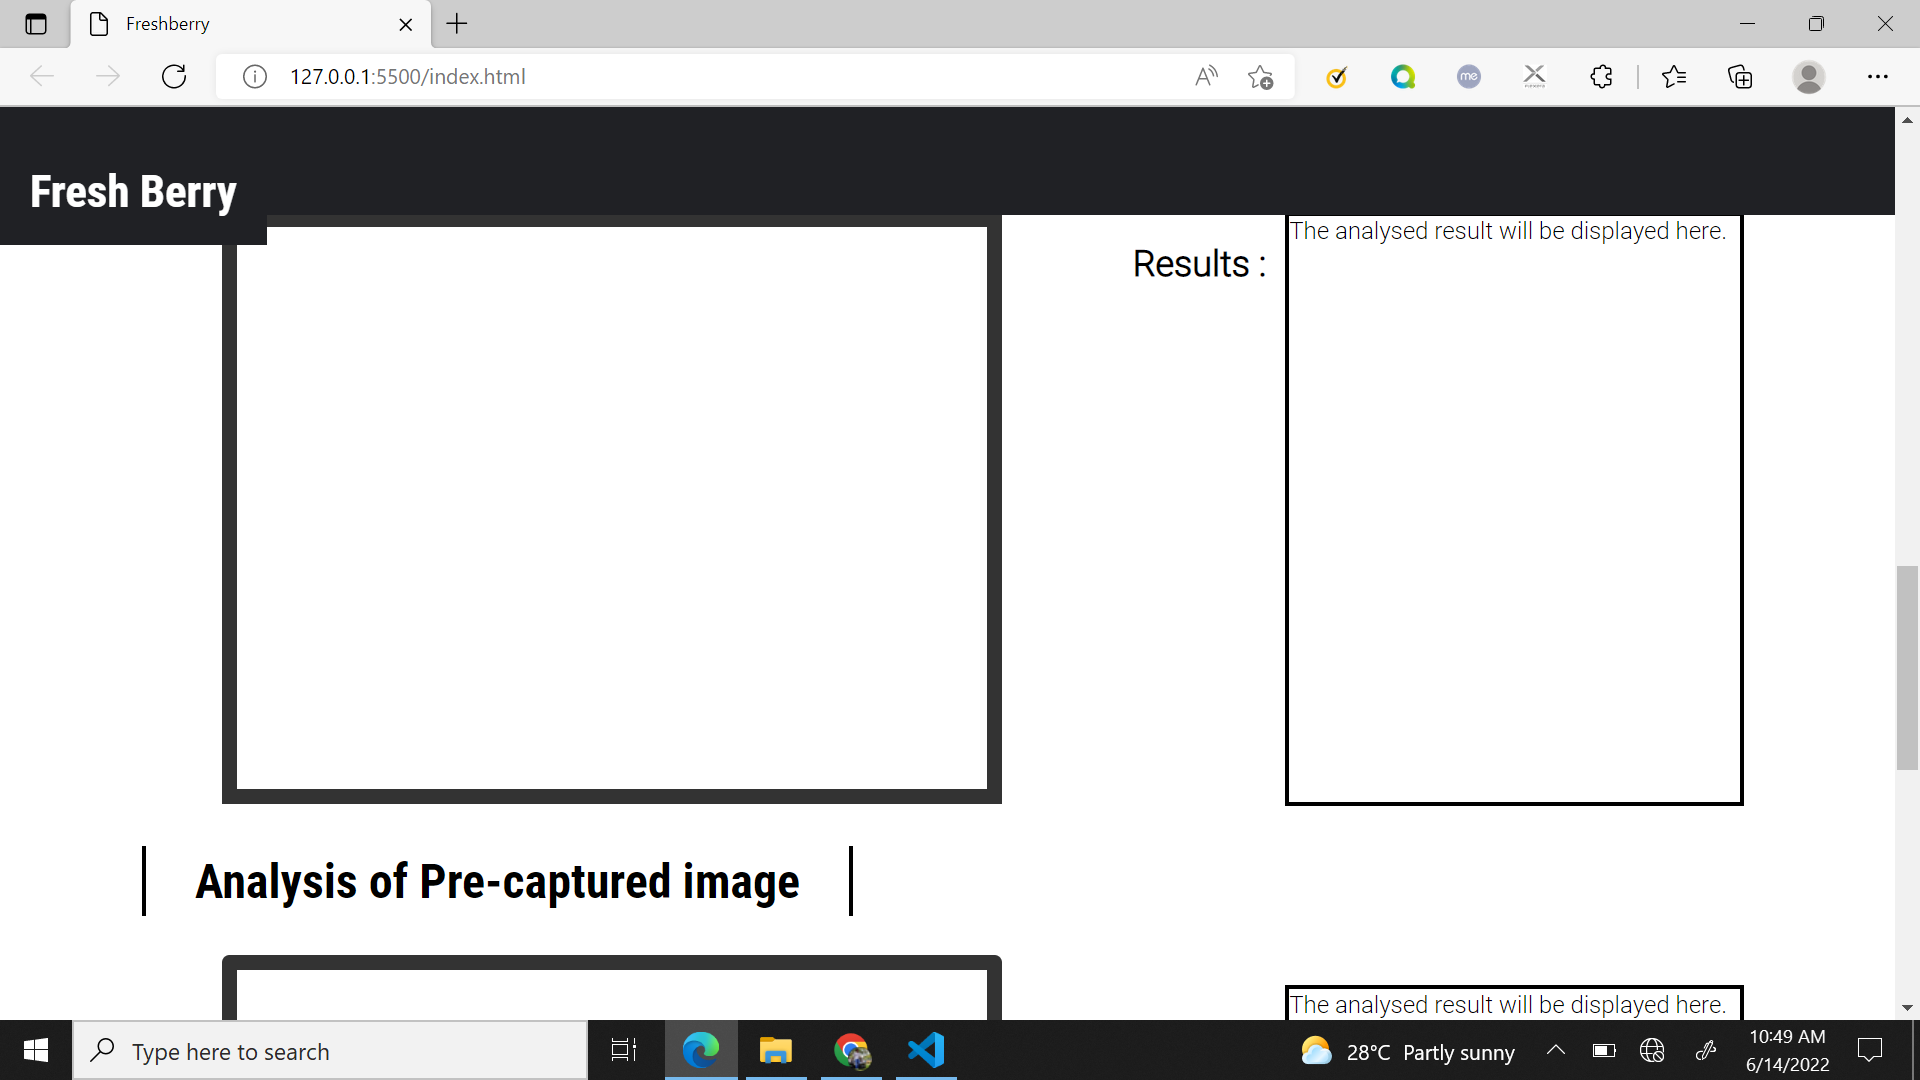 Freshberry
127.0.0.1:5500/index.html
me
Fresh Berry
The analysed result will be displayed here.
Results :
Analysis of Pre-captured image
The analysed result will be displayed here.
Type here to search
28°C Partly sunny
10:49 AM
6/14/2022